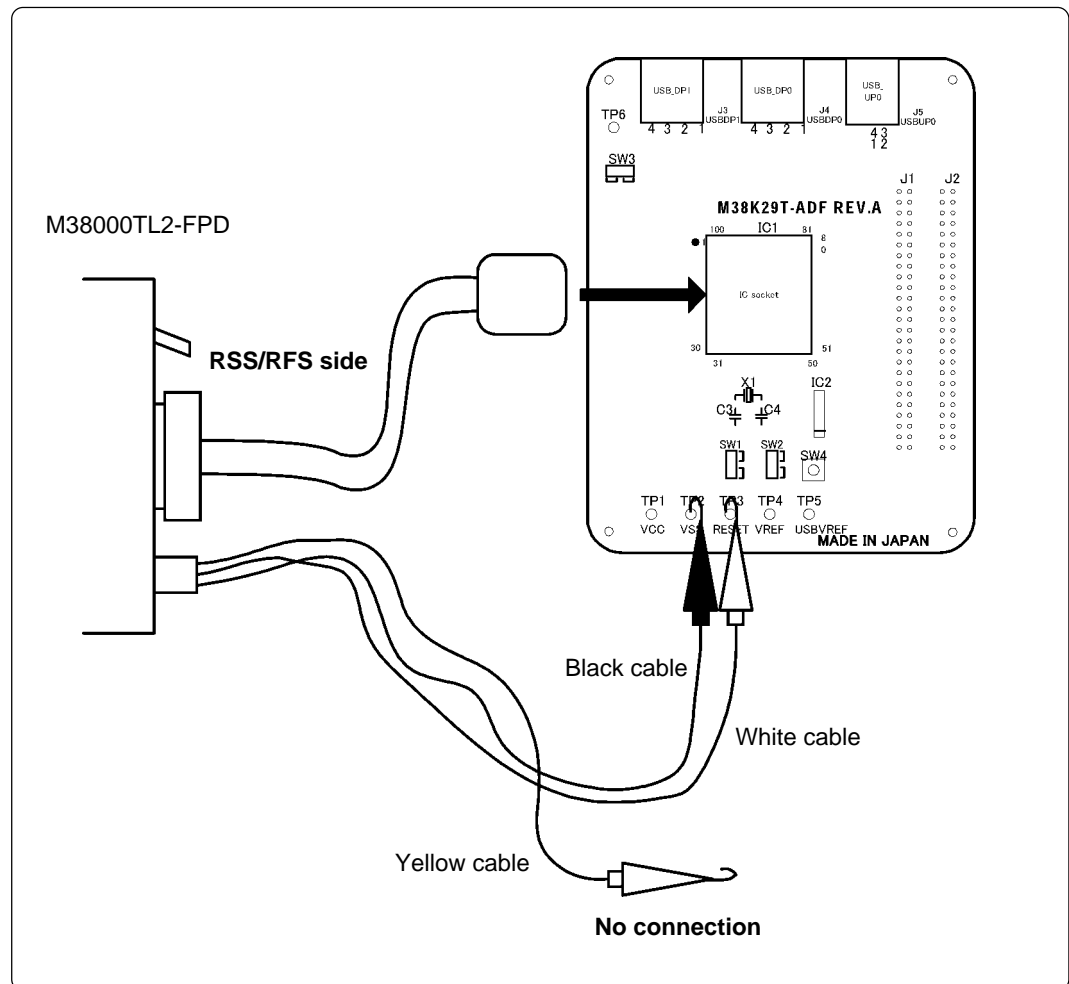 USB_DP1
USB_DP0
USB_
UP0
J3
USBDP1
J4
USBDP0
J5
USBUP0
4 3 2 1
4 3 2 1
4 3
1 2
TP6
SW3
J1
J2
M38K29T-ADF REV.A
100
IC1
81
1
8
0
IC socket
30
31
50
51
X1
IC2
C3
C4
SW1
SW2
SW4
TP1
TP2
TP3
TP4
TP5
VCC
VSS
RESET
VREF
USBVREF
MADE IN JAPAN
M38000TL2-FPD
RSS/RFS side
Black cable
White cable
Yellow cable
No connection